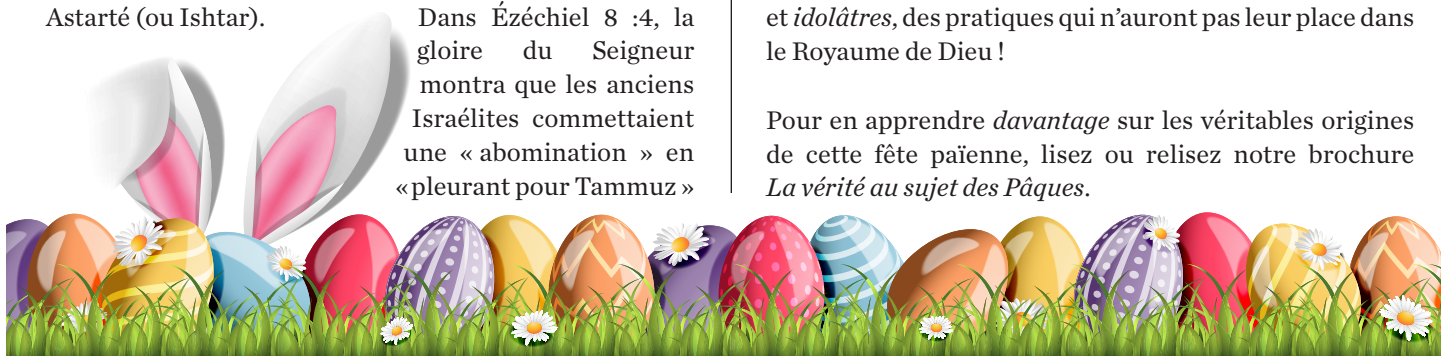 Astarté (ou Ishtar).
Dans Ézéchiel 8 :4, la
gloire du Seigneur
montra que les anciens
Israélites commettaient
une « abomination » en
«pleurant pour Tammuz »
et idolâtres, des pratiques qui n’auront pas leur place dans
le Royaume de Dieu !
Pour en apprendre davantage sur les véritables origines
de cette fête païenne, lisez ou relisez notre brochure
La vérité au sujet des Pâques.